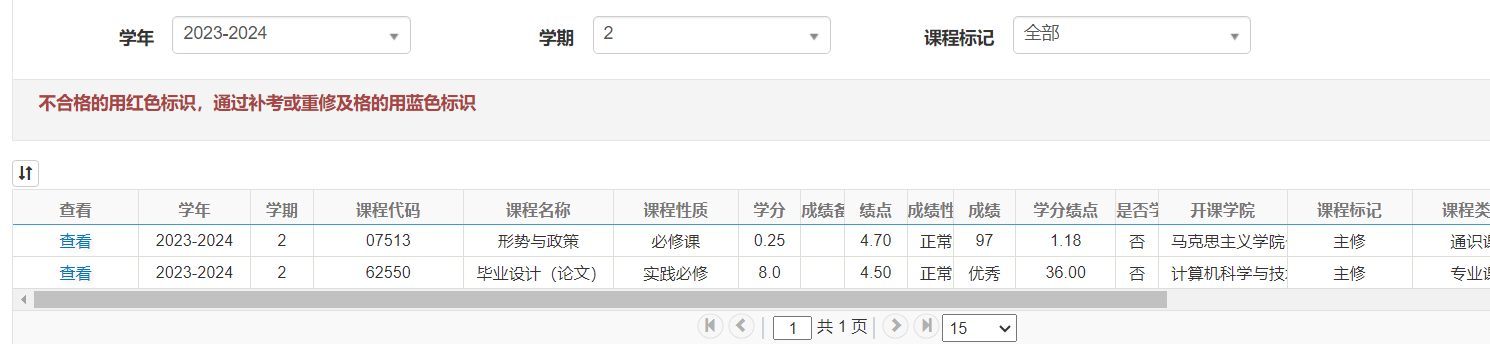 学年 2023-2024 学期 2 课程标记 全部
不合格的用红色标识，通过补考或重修及格的用蓝色标识
查看 学年 学期 课程代码 课程名称 课程性质 学分 成绩备 绩点 成绩性 成绩 学分绩点 是否学 开课学院 课程标记 课程类
查看 2023-2024 2 07513 形势与政策 必修课 0.25 4.70 正常 97 1.18 否 马克思主义学院 主修 通识课
查看 2023-2024 2 62550 毕业设计（论文） 实践必修 8.0 4.50 正常 优秀 36.00 否 计算机科学与技 主修 专业课
1 共 1 页 15